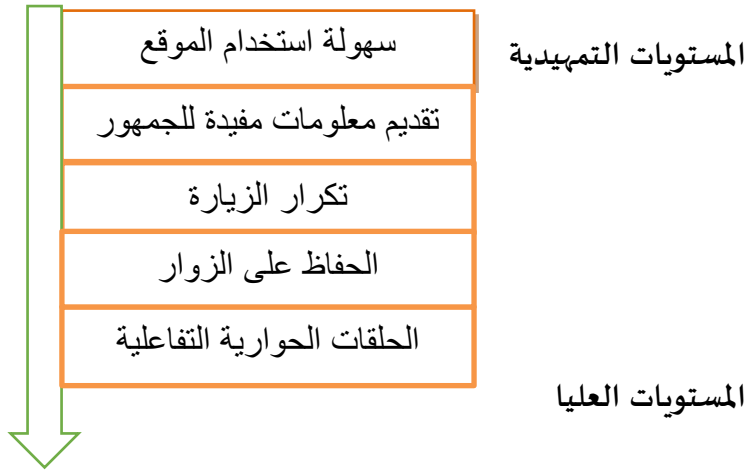 المستويات التمهيدية
سهولة استخدام الموقع
تقديم معلومات مفيدة للجمهور
تكرار الزيارة
الحفاظ على الزوار
الحلقات الحوارية التفاعلية
المستويات العليا